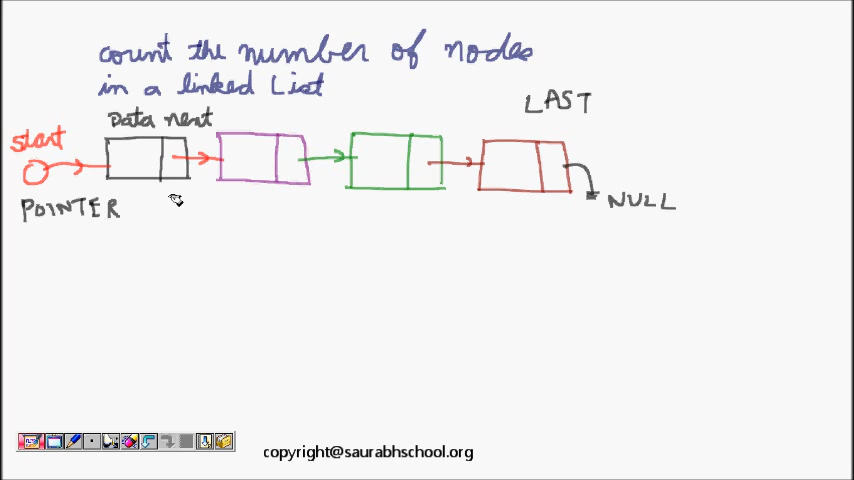 count the number of nodes
in a linked List
LAST
Data next
start
POINTER
NULL
copyright@saurabhschool.org